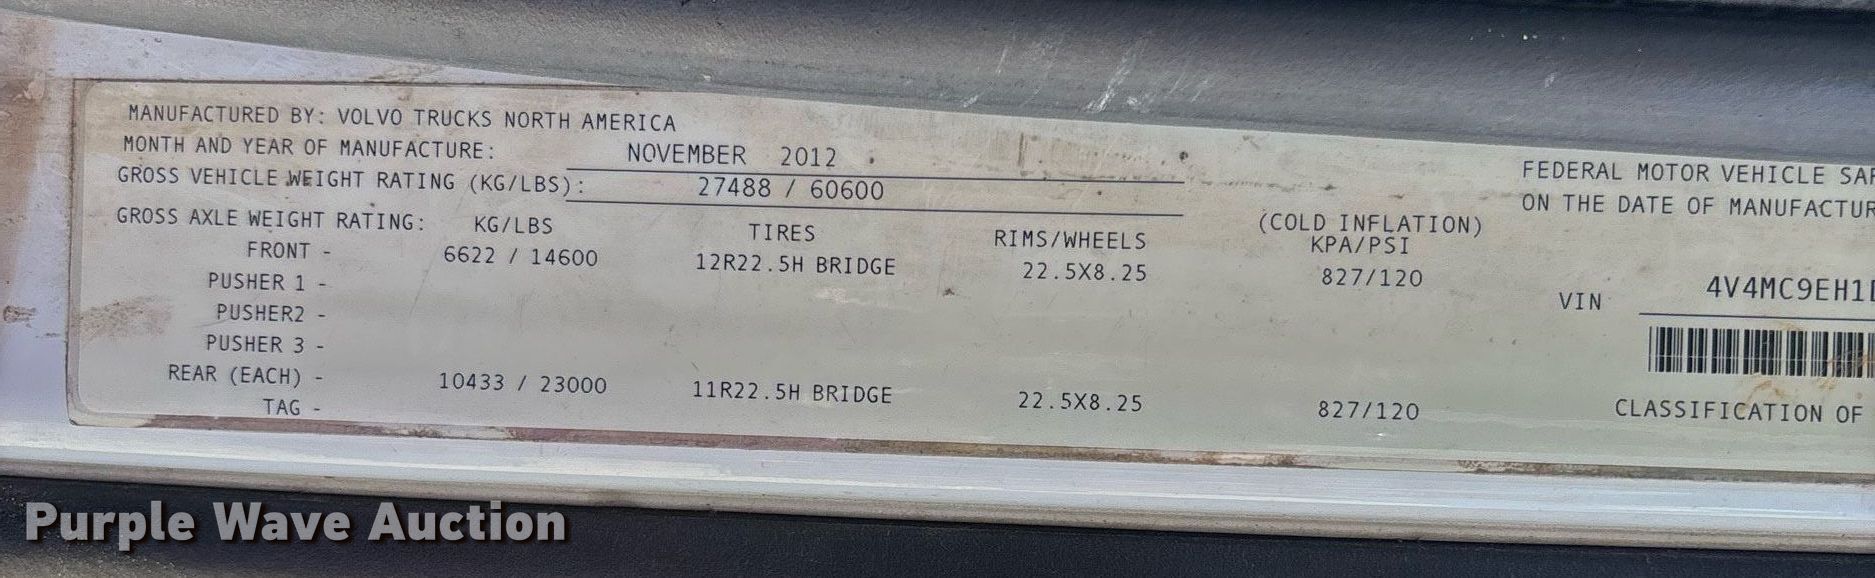 MANUFACTURED BY: VOLVO TRUCKS NORTH AMERICA
MONTH AND YEAR OF MANUFACTURE: NOVEMBER 2012
GROSS VEHICLE WEIGHT RATING (KG/LBS): 27488 / 60600
GROSS AXLE WEIGHT RATING: KG/LBS TIRES RIMS/WHEELS (COLD INFLATION) KPA/PSI
FRONT - 6622 / 14600 12R22.5H BRIDGE 22.5X8.25 827/120
PUSHER 1 -
PUSHER2 -
PUSHER 3 -
REAR (EACH) - 10433 / 23000 11R22.5H BRIDGE 22.5X8.25 827/120
TAG -
FEDERAL MOTOR VEHICLE SAF
ON THE DATE OF MANUFACTUR
VIN 4V4MC9EH1
CLASSIFICATION OF
Purple Wave Auction